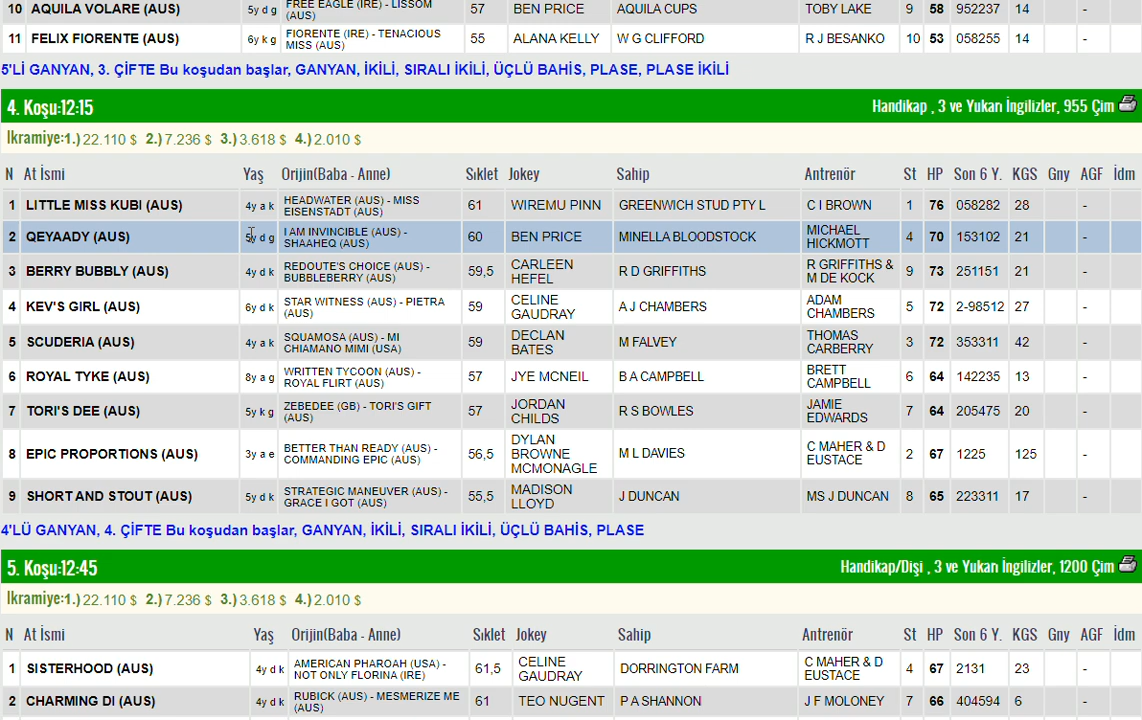 10 AQUILA VOLARE (AUS) 5y d g FREE EAGLE (IRE) - LISSOM (AUS) 57 BEN PRICE AQUILA CUPS TOBY LAKE 9 58 952237 14 -
11 FELIX FIORENTE (AUS) 6y k g FIORENTE (IRE) - TENACIOUS MISS (AUS) 55 ALANA KELLY W G CLIFFORD R J BESANKO 10 53 058255 14 -
5'Lİ GANYAN, 3. ÇİFTE Bu koşudan başlar, GANYAN, İKİLİ, SIRALI İKİLİ, ÜÇLÜ BAHİS, PLASE, PLASE İKİLİ
4. Koşu:12:15 Handikap , 3 ve Yukarı İngilizler, 955 Çim
İkramiye:1.) 22.110 $ 2.) 7.236 $ 3.) 3.618 $ 4.) 2.010 $
N At İsmi Yaş Orijin(Baba - Anne) Sıklet Jokey Sahip Antrenör St HP Son 6 Y. KGS Gny AGF İdm
1 LITTLE MISS KUBI (AUS) 4y a k HEADWATER (AUS) - MISS EISENSTADT (AUS) 61 WIREMU PINN GREENWICH STUD PTY L C I BROWN 1 76 058282 28 -
2 QEYAADY (AUS) 5y d g I AM INVINCIBLE (AUS) - SHAAHEQ (AUS) 60 BEN PRICE MINELLA BLOODSTOCK MICHAEL HICKMOTT 4 70 153102 21 -
3 BERRY BUBBLY (AUS) 4y d k REDOUTE'S CHOICE (AUS) - BUBBLEBERRY (AUS) 59,5 CARLEEN HEFEL R D GRIFFITHS R GRIFFITHS & M DE KOCK 9 73 251151 21 -
4 KEV'S GIRL (AUS) 6y d k STAR WITNESS (AUS) - PIETRA (AUS) 59 CELINE GAUDRAY A J CHAMBERS ADAM CHAMBERS 5 72 2-98512 27 -
5 SCUDERIA (AUS) 4y a k SQUAMOSA (AUS) - MI CHIAMANO MIMI (USA) 59 DECLAN BATES M FALVEY THOMAS CARBERRY 3 72 353311 42 -
6 ROYAL TYKE (AUS) 8y a g WRITTEN TYCOON (AUS) - ROYAL FLIRT (AUS) 57 JYE MCNEIL B A CAMPBELL BRETT CAMPBELL 6 64 142235 13 -
7 TORI'S DEE (AUS) 5y k g ZEBEDEE (GB) - TORI'S GIFT (AUS) 57 JORDAN CHILDS R S BOWLES JAMIE EDWARDS 7 64 205475 20 -
8 EPIC PROPORTIONS (AUS) 3y a e BETTER THAN READY (AUS) - COMMANDING EPIC (AUS) 56,5 DYLAN BROWNE MCMONAGLE M L DAVIES C MAHER & D EUSTACE 2 67 1225 125 -
9 SHORT AND STOUT (AUS) 5y d k STRATEGIC MANEUVER (AUS) - GRACE I GOT (AUS) 55,5 MADISON LLOYD J DUNCAN MS J DUNCAN 8 65 223311 17 -
4'LÜ GANYAN, 4. ÇİFTE Bu koşudan başlar, GANYAN, İKİLİ, SIRALI İKİLİ, ÜÇLÜ BAHİS, PLASE
5. Koşu:12:45 Handikap/Dişi , 3 ve Yukarı İngilizler, 1200 Çim
İkramiye:1.) 22.110 $ 2.) 7.236 $ 3.) 3.618 $ 4.) 2.010 $
N At İsmi Yaş Orijin(Baba - Anne) Sıklet Jokey Sahip Antrenör St HP Son 6 Y. KGS Gny AGF İdm
1 SISTERHOOD (AUS) 4y d k AMERICAN PHAROAH (USA) - NOT ONLY FLORINA (IRE) 61,5 CELINE GAUDRAY DORRINGTON FARM C MAHER & D EUSTACE 4 67 2131 23 -
2 CHARMING DI (AUS) 4y d k RUBICK (AUS) - MESMERIZE ME (AUS) 61 TEO NUGENT P A SHANNON J F MOLONEY 7 66 404594 6 -